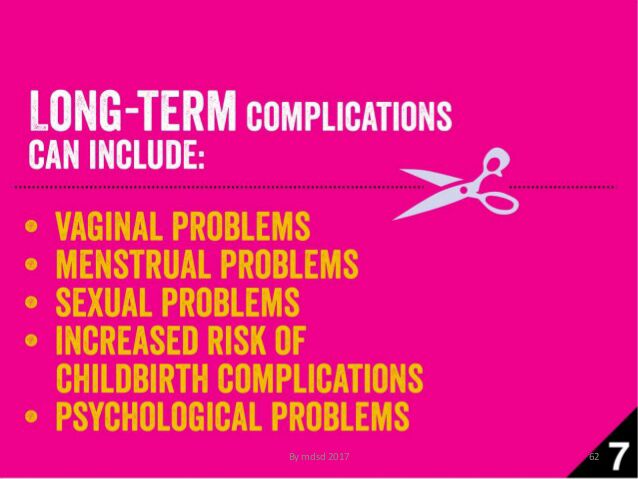 LONG-TERM COMPLICATIONS
CAN INCLUDE:
• VAGINAL PROBLEMS
• MENSTRUAL PROBLEMS
• SEXUAL PROBLEMS
• INCREASED RISK OF
CHILDBIRTH COMPLICATIONS
• PSYCHOLOGICAL PROBLEMS
By mdsd 2017
62
7